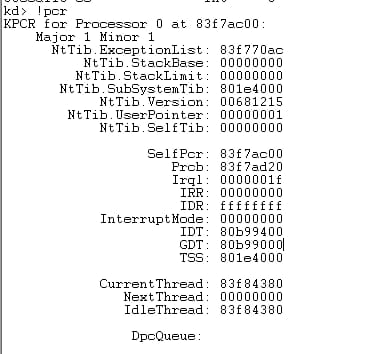 kd> !pcr
KPCR for Processor 0 at 83f7ac00:
Major 1 Minor 1
NtTib.ExceptionList: 83f770ac
NtTib.StackBase: 00000000
NtTib.StackLimit: 00000000
NtTib.SubSystemTib: 801e4000
NtTib.Version: 00681215
NtTib.UserPointer: 00000001
NtTib.SelfTib: 00000000
SelfPcr: 83f7ac00
Prcb: 83f7ad20
Irql: 0000001f
IRR: 00000000
IDR: ffffffff
InterruptMode: 00000000
IDT: 80b99400
GDT: 80b99000
TSS: 801e4000
CurrentThread: 83f84380
NextThread: 00000000
IdleThread: 83f84380
DpcQueue: